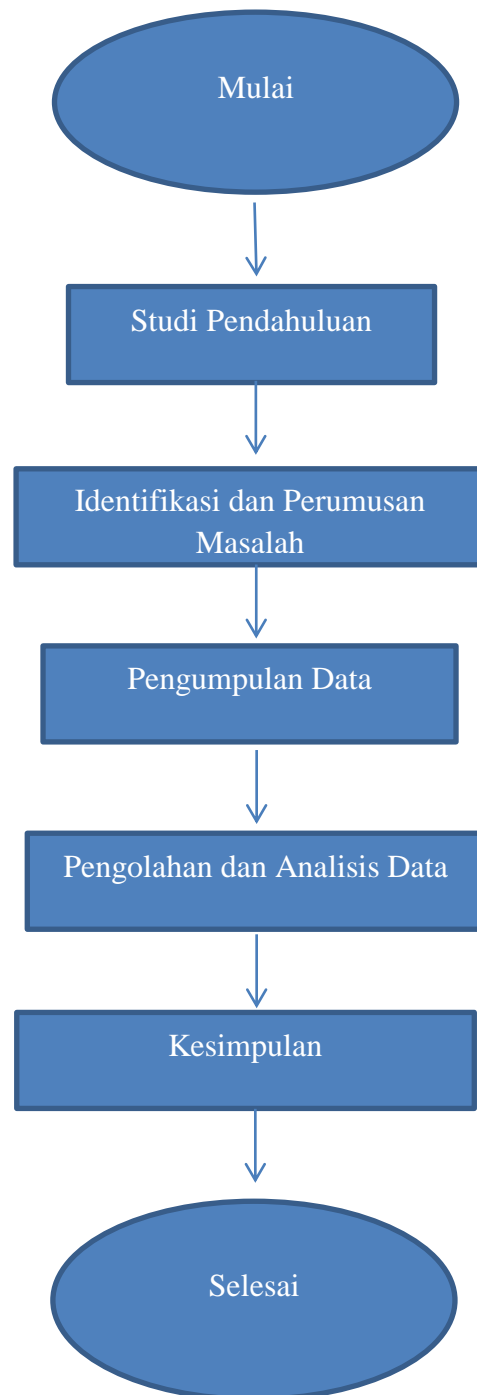 Mulai
Studi Pendahuluan
Identifikasi dan Perumusan
Masalah
Pengumpulan Data
Pengolahan dan Analisis Data
Kesimpulan
Selesai